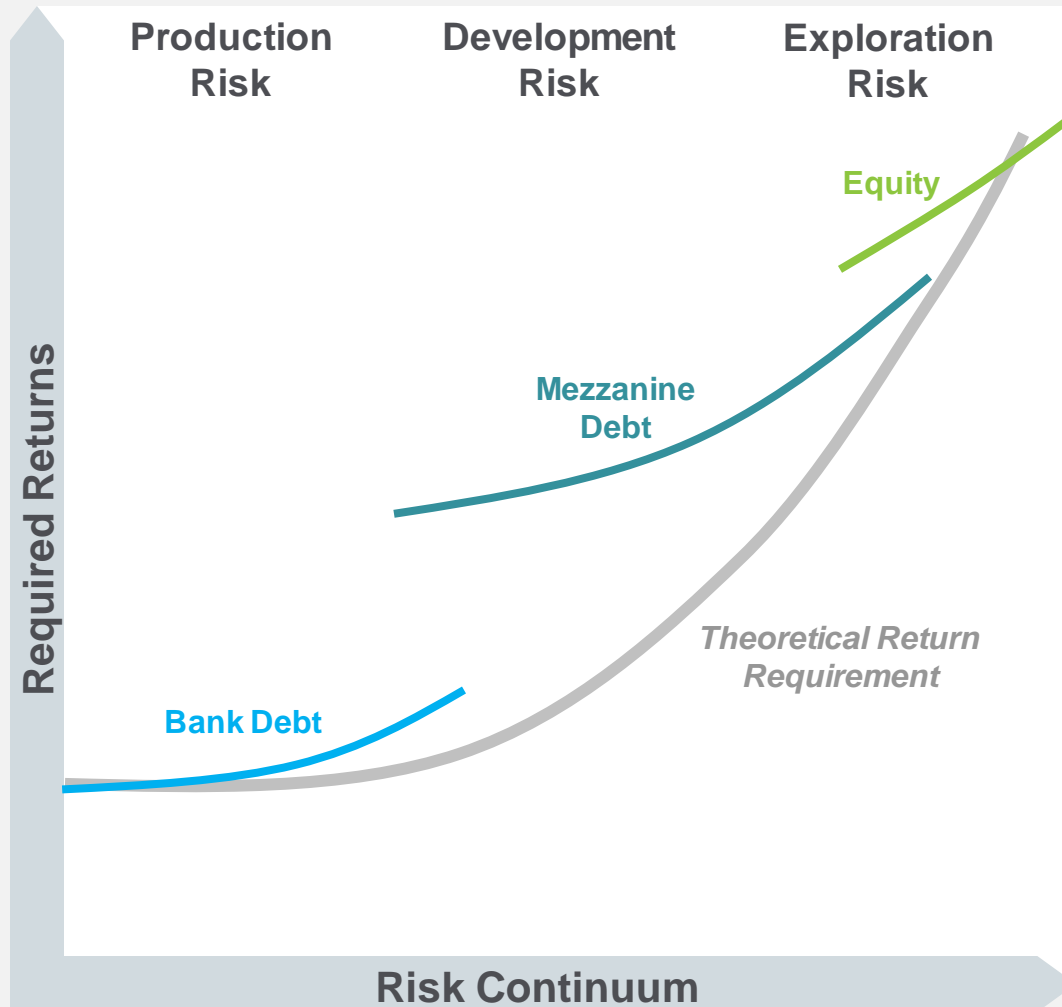 Production
Risk
Development
Risk
Exploration
Risk
Equity
Mezzanine
Debt
Theoretical Return
Requirement
Bank Debt
Required Returns
Risk Continuum